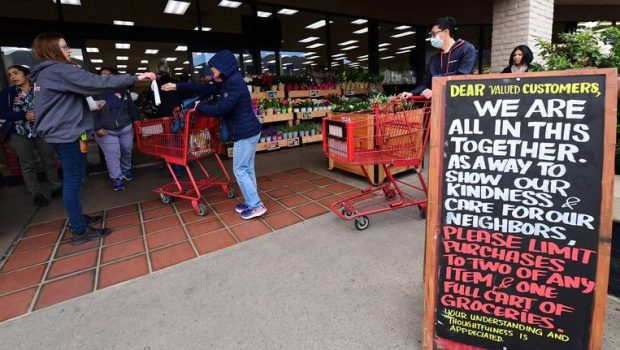 DEAR VALUED CUSTOMERS,
WE ARE
ALL IN THIS
TOGETHER.
AS A WAY TO
SHOW OUR
KINDNESS &
CARE FOR OUR
NEIGHBORS,
PLEASE LIMIT
PURCHASES
TO TWO OF ANY
ITEM & ONE
FULL CART OF
GROCERIES.
YOUR UNDERSTANDING AND
THOUGHTFULNESS IS
APPRECIATED.